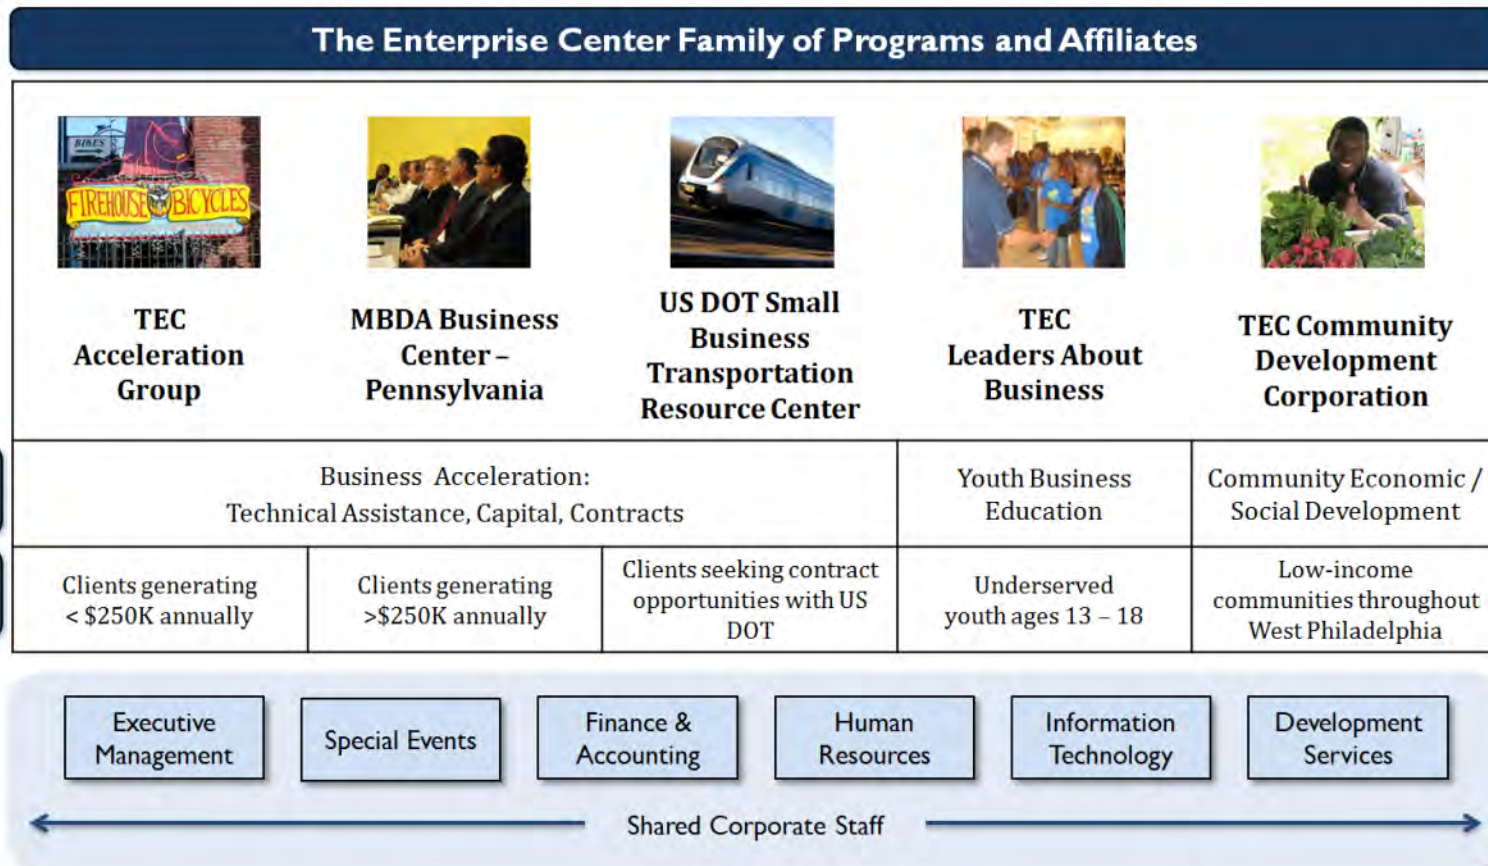 The Enterprise Center Family of Programs and Affiliates
BIKES
FIREHOUSE BICYCLES
TEC
Acceleration
Group
MBDA Business
Center –
Pennsylvania
US DOT Small
Business
Transportation
Resource Center
TEC
Leaders About
Business
TEC Community
Development
Corporation
Business Acceleration:
Technical Assistance, Capital, Contracts
Youth Business
Education
Community Economic /
Social Development
Clients generating
< $250K annually
Clients generating
>$250K annually
Clients seeking contract
opportunities with US
DOT
Underserved
youth ages 13 – 18
Low-income
communities throughout
West Philadelphia
Executive
Management
Special Events
Finance &
Accounting
Human
Resources
Information
Technology
Development
Services
Shared Corporate Staff